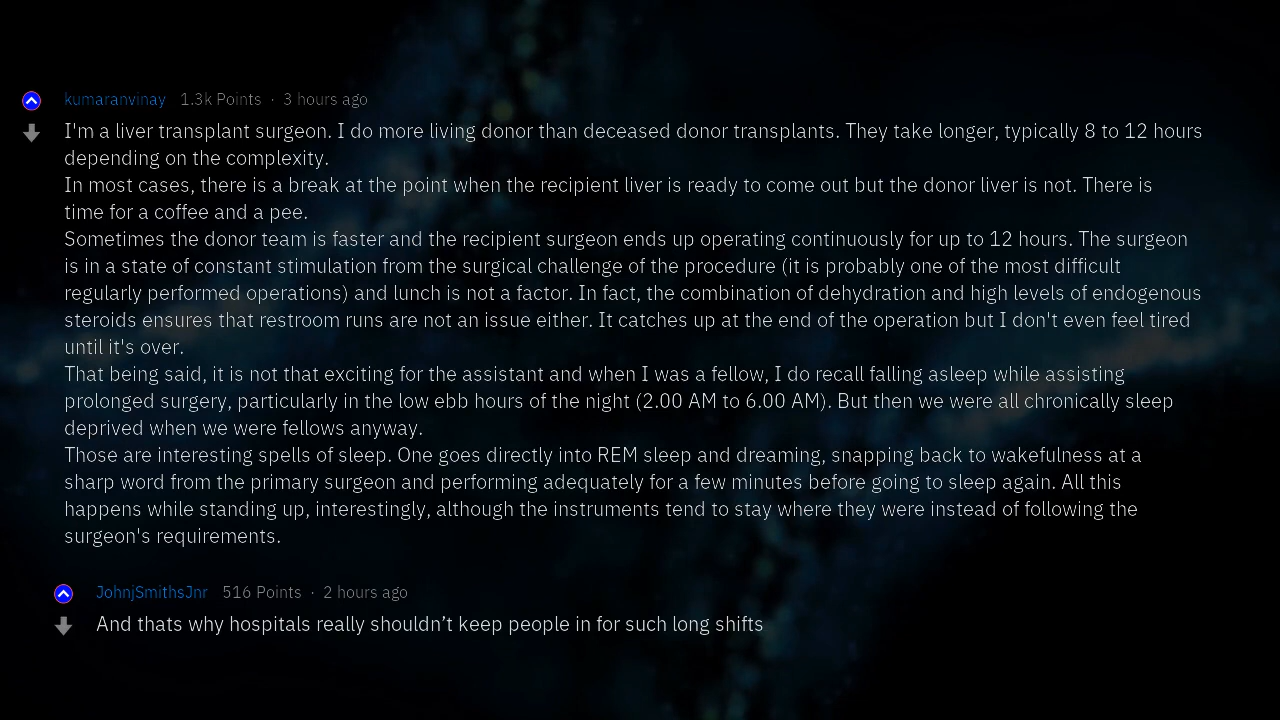 kumaranvinay 1.3k Points · 3 hours ago
I'm a liver transplant surgeon. I do more living donor than deceased donor transplants. They take longer, typically 8 to 12 hours
depending on the complexity.
In most cases, there is a break at the point when the recipient liver is ready to come out but the donor liver is not. There is
time for a coffee and a pee.
Sometimes the donor team is faster and the recipient surgeon ends up operating continuously for up to 12 hours. The surgeon
is in a state of constant stimulation from the surgical challenge of the procedure (it is probably one of the most difficult
regularly performed operations) and lunch is not a factor. In fact, the combination of dehydration and high levels of endogenous
steroids ensures that restroom runs are not an issue either. It catches up at the end of the operation but I don't even feel tired
until it's over.
That being said, it is not that exciting for the assistant and when I was a fellow, I do recall falling asleep while assisting
prolonged surgery, particularly in the low ebb hours of the night (2.00 AM to 6.00 AM). But then we were all chronically sleep
deprived when we were fellows anyway.
Those are interesting spells of sleep. One goes directly into REM sleep and dreaming, snapping back to wakefulness at a
sharp word from the primary surgeon and performing adequately for a few minutes before going to sleep again. All this
happens while standing up, interestingly, although the instruments tend to stay where they were instead of following the
surgeon's requirements.
JohnjSmithsJnr 516 Points · 2 hours ago
And thats why hospitals really shouldn’t keep people in for such long shifts